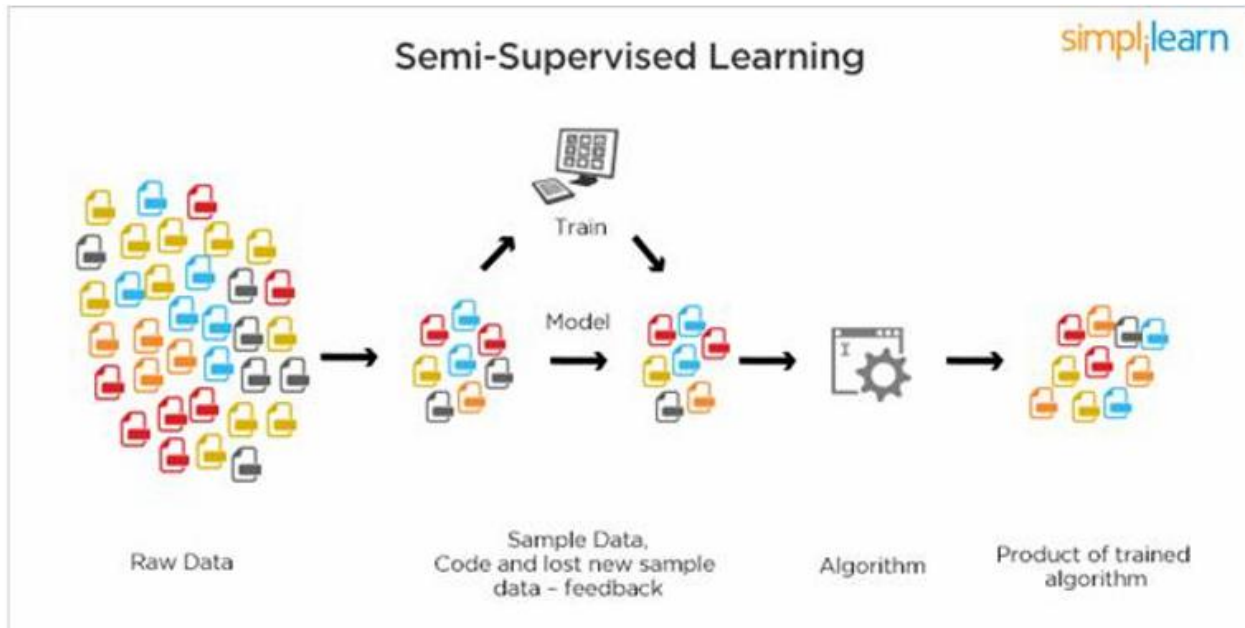 Semi-Supervised Learning
simplilearn
Train
Model
Raw Data
Sample Data,
Code and lost new sample
data – feedback
Algorithm
Product of trained
algorithm